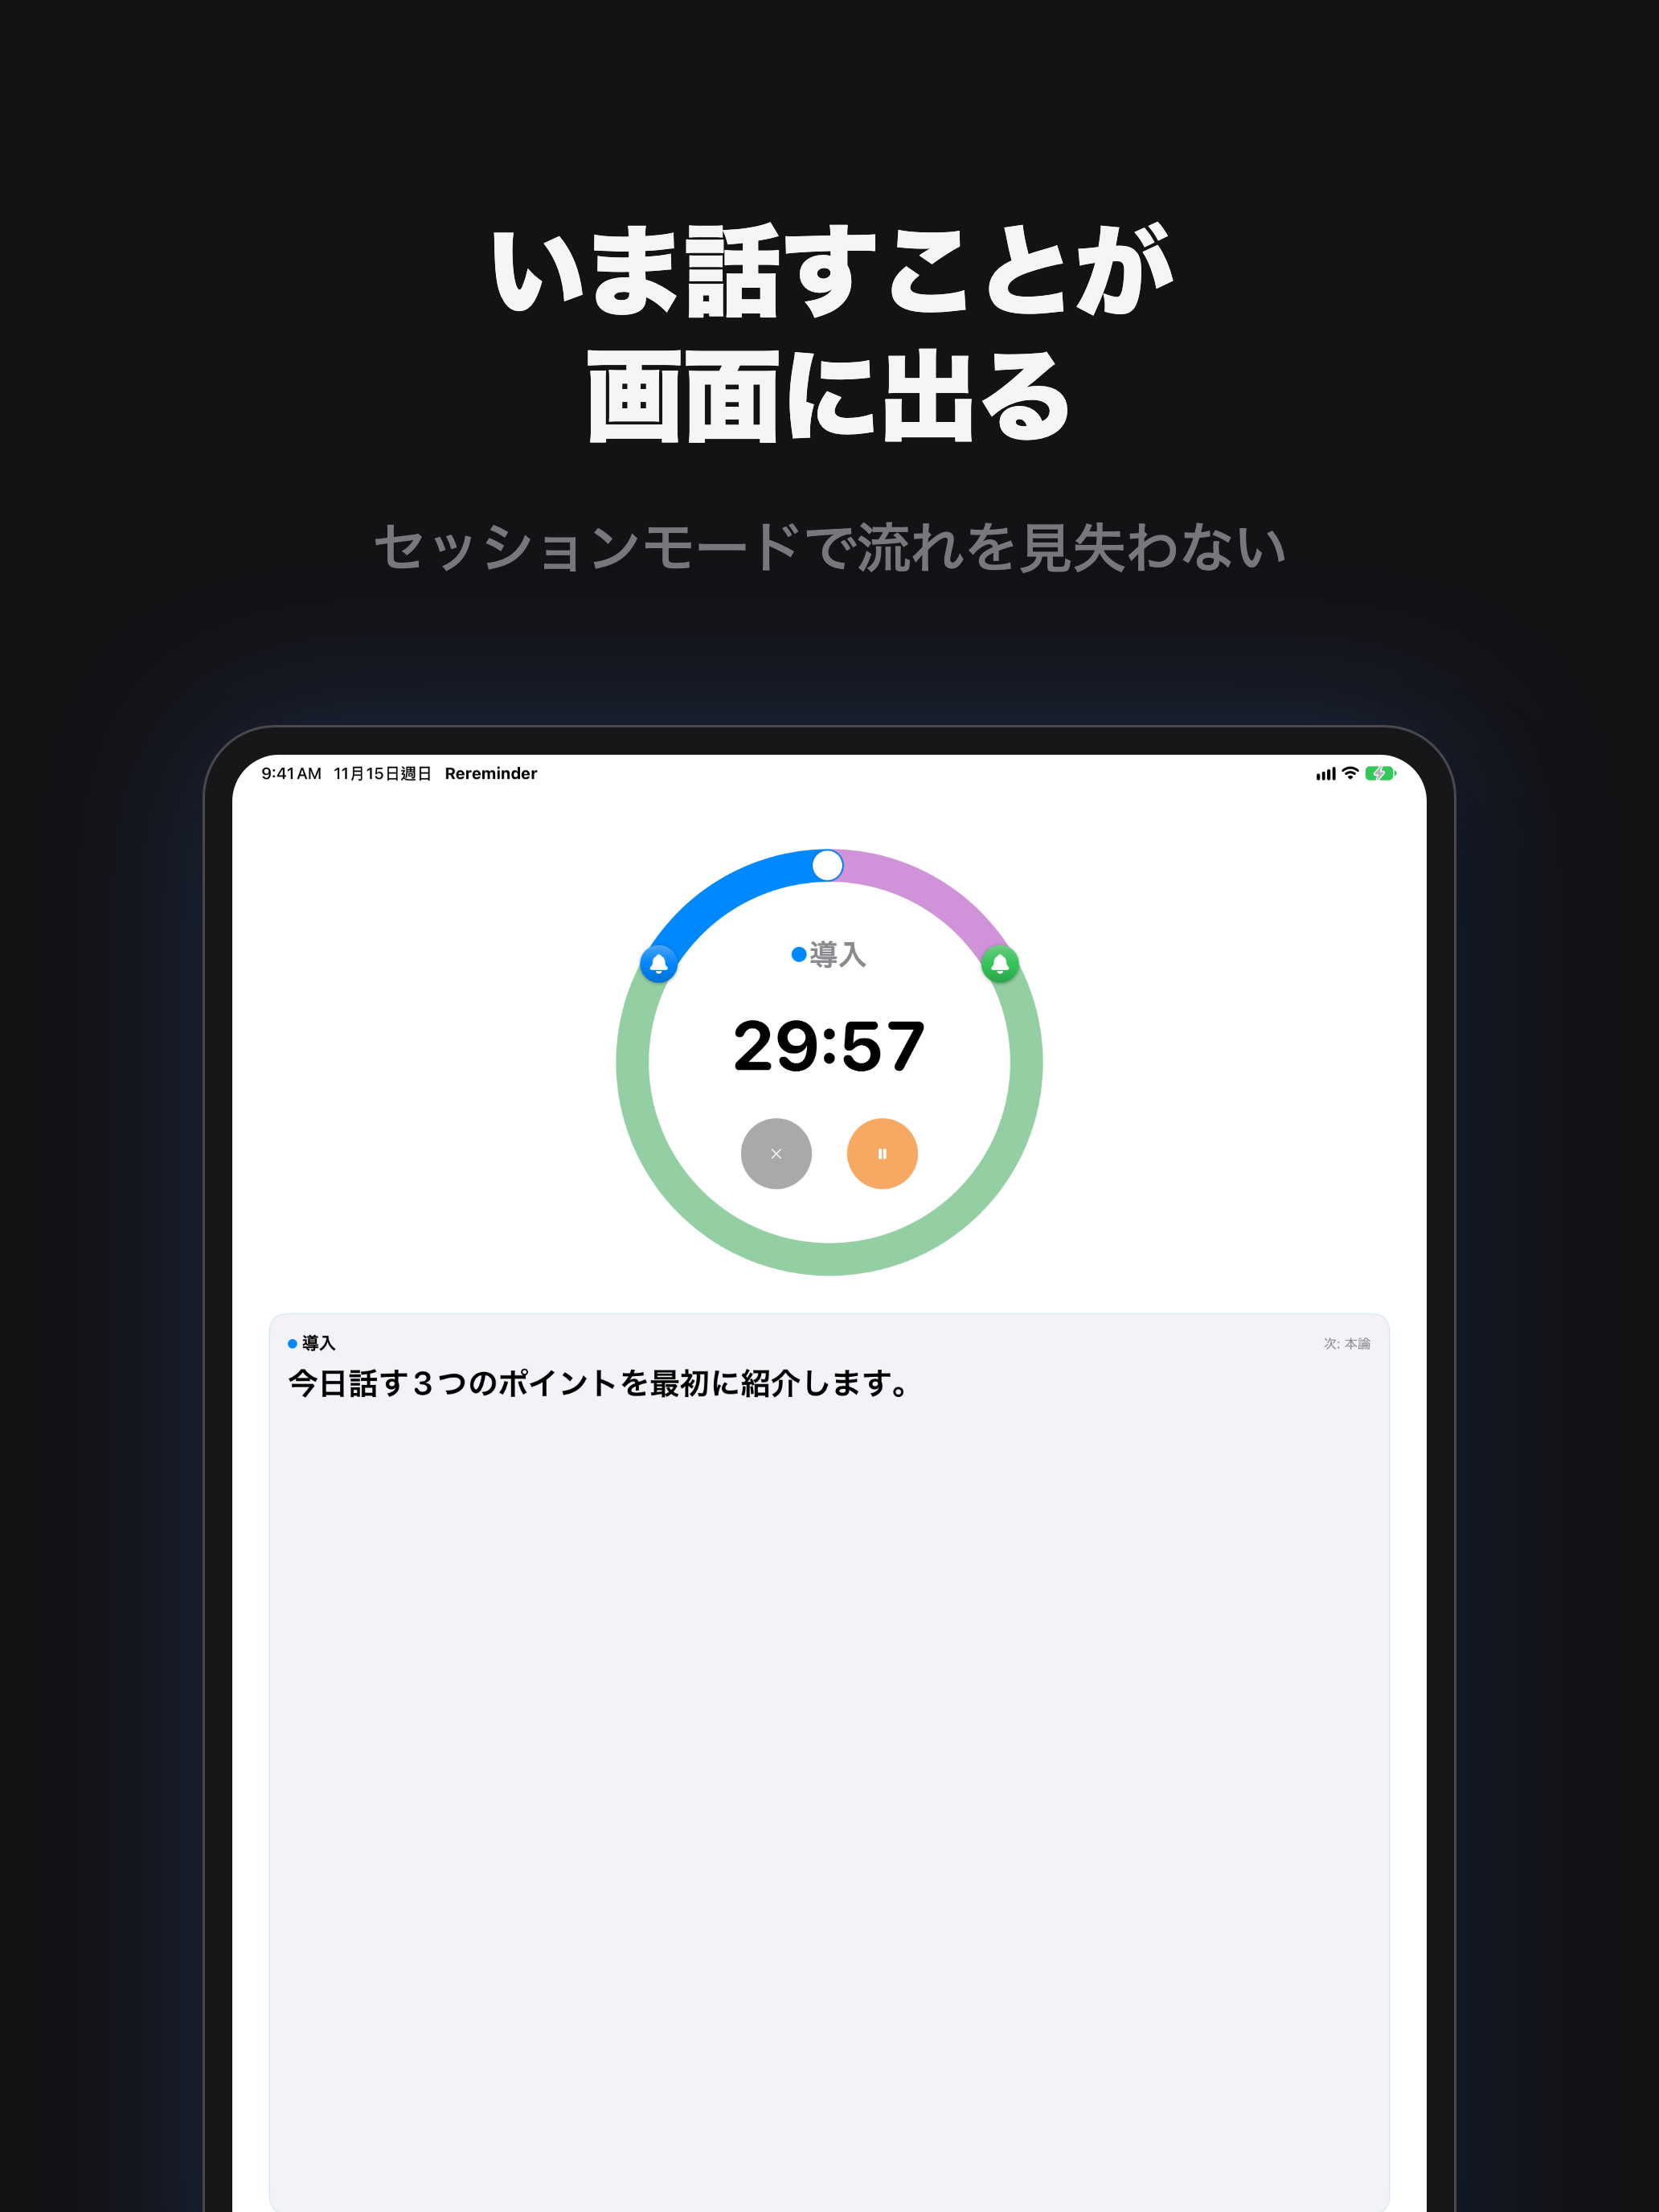 いま話すことが
画面に出る
セッションモードで流れを見失わない
9:41 AM 11月15日週日 Rereminder
導入
29:57
導入
次: 本論
今日話す３つのポイントを最初に紹介します。